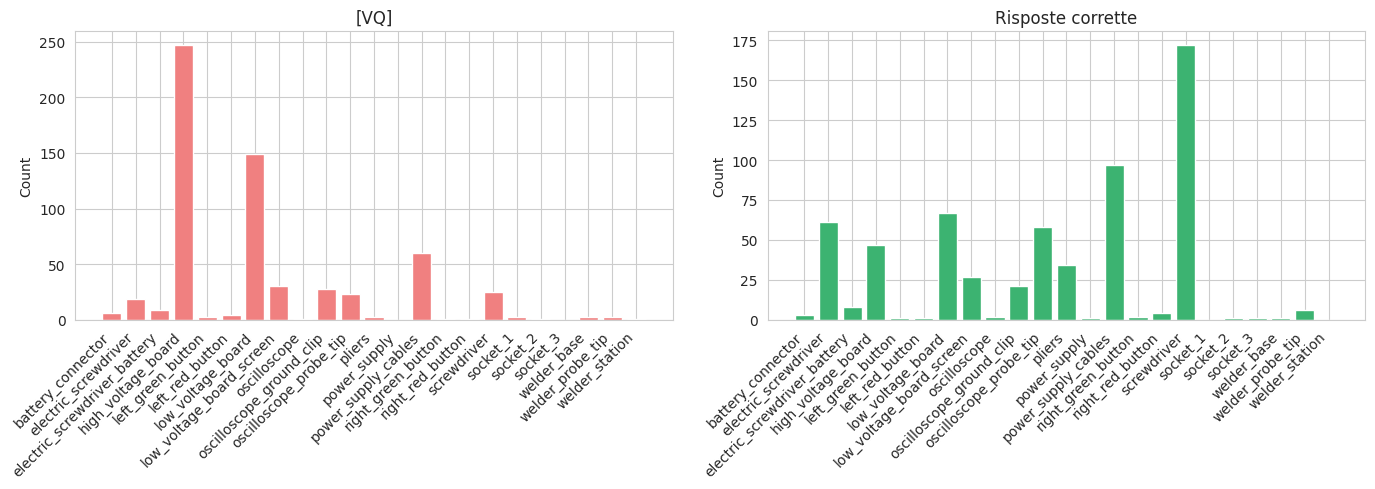 [VQ]
Count
250
200
150
100
50
0
battery_connector
electric_screwdriver
electric_screwdriver_battery
high_voltage_board
left_green_button
left_red_button
low_voltage_board
low_voltage_board_screen
oscilloscope
oscilloscope_ground_clip
oscilloscope_probe_tip
pliers
power_supply
power_supply_cables
right_green_button
right_red_button
screwdriver
socket_1
socket_2
socket_3
welder_base
welder_probe_tip
welder_station
Risposte corrette
Count
175
150
125
100
75
50
25
0
battery_connector
electric_screwdriver
electric_screwdriver_battery
high_voltage_board
left_green_button
left_red_button
low_voltage_board
low_voltage_board_screen
oscilloscope
oscilloscope_ground_clip
oscilloscope_probe_tip
pliers
power_supply
power_supply_cables
right_green_button
right_red_button
screwdriver
socket_1
socket_2
socket_3
welder_base
welder_probe_tip
welder_station